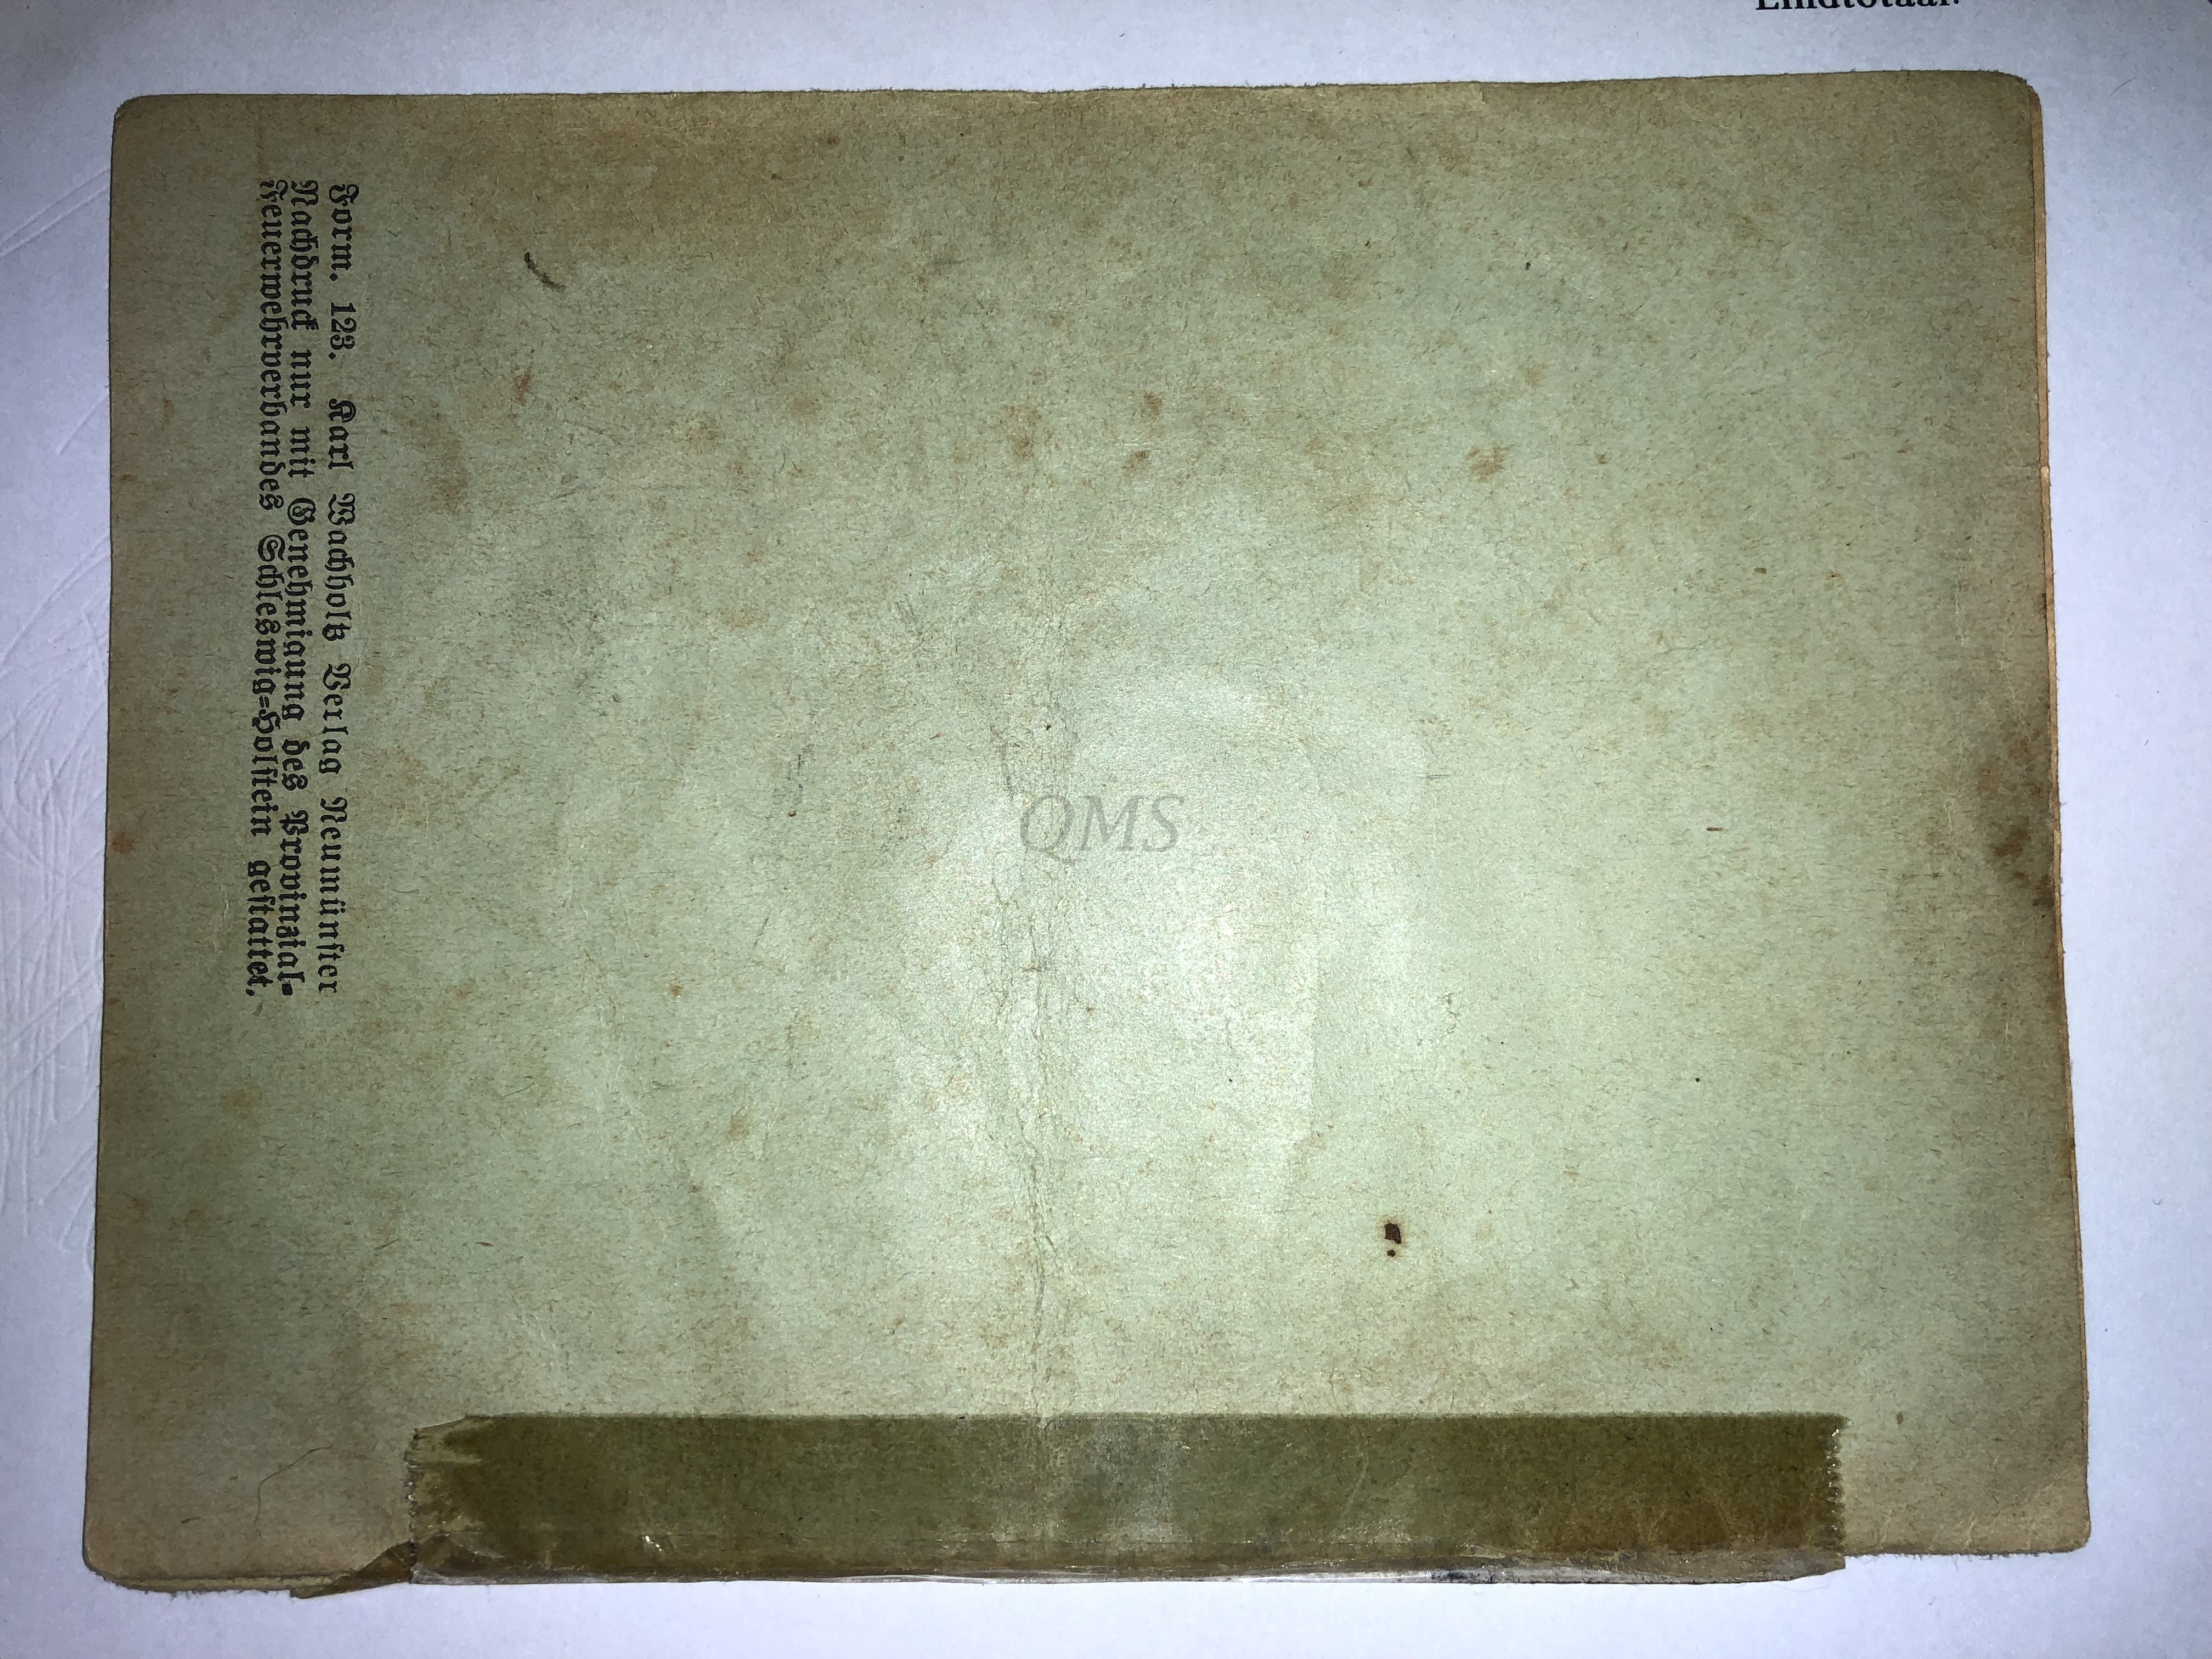 Form. 123. Karl Wachholtz Verlag Neumünster
Nachdruck nur mit Genehmigung des Provinzial-
Feuerwehrverbandes Schleswig-Holstein gestattet.
QMS